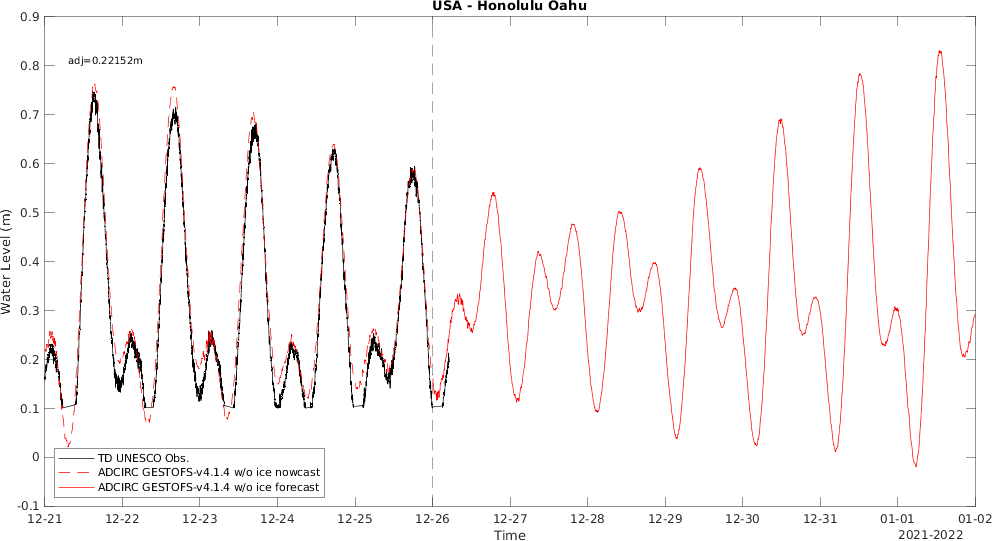 USA - Honolulu Oahu
adj=0.22152m
Water Level (m)
0.9
0.8
0.7
0.6
0.5
0.4
0.3
0.2
0.1
0
-0.1
TD UNESCO Obs.
ADCIRC GESTOFS-v4.1.4 w/o ice nowcast
ADCIRC GESTOFS-v4.1.4 w/o ice forecast
12-21 12-22 12-23 12-24 12-25 12-26 12-27 12-28 12-29 12-30 12-31 01-01 01-02
Time
2021-2022